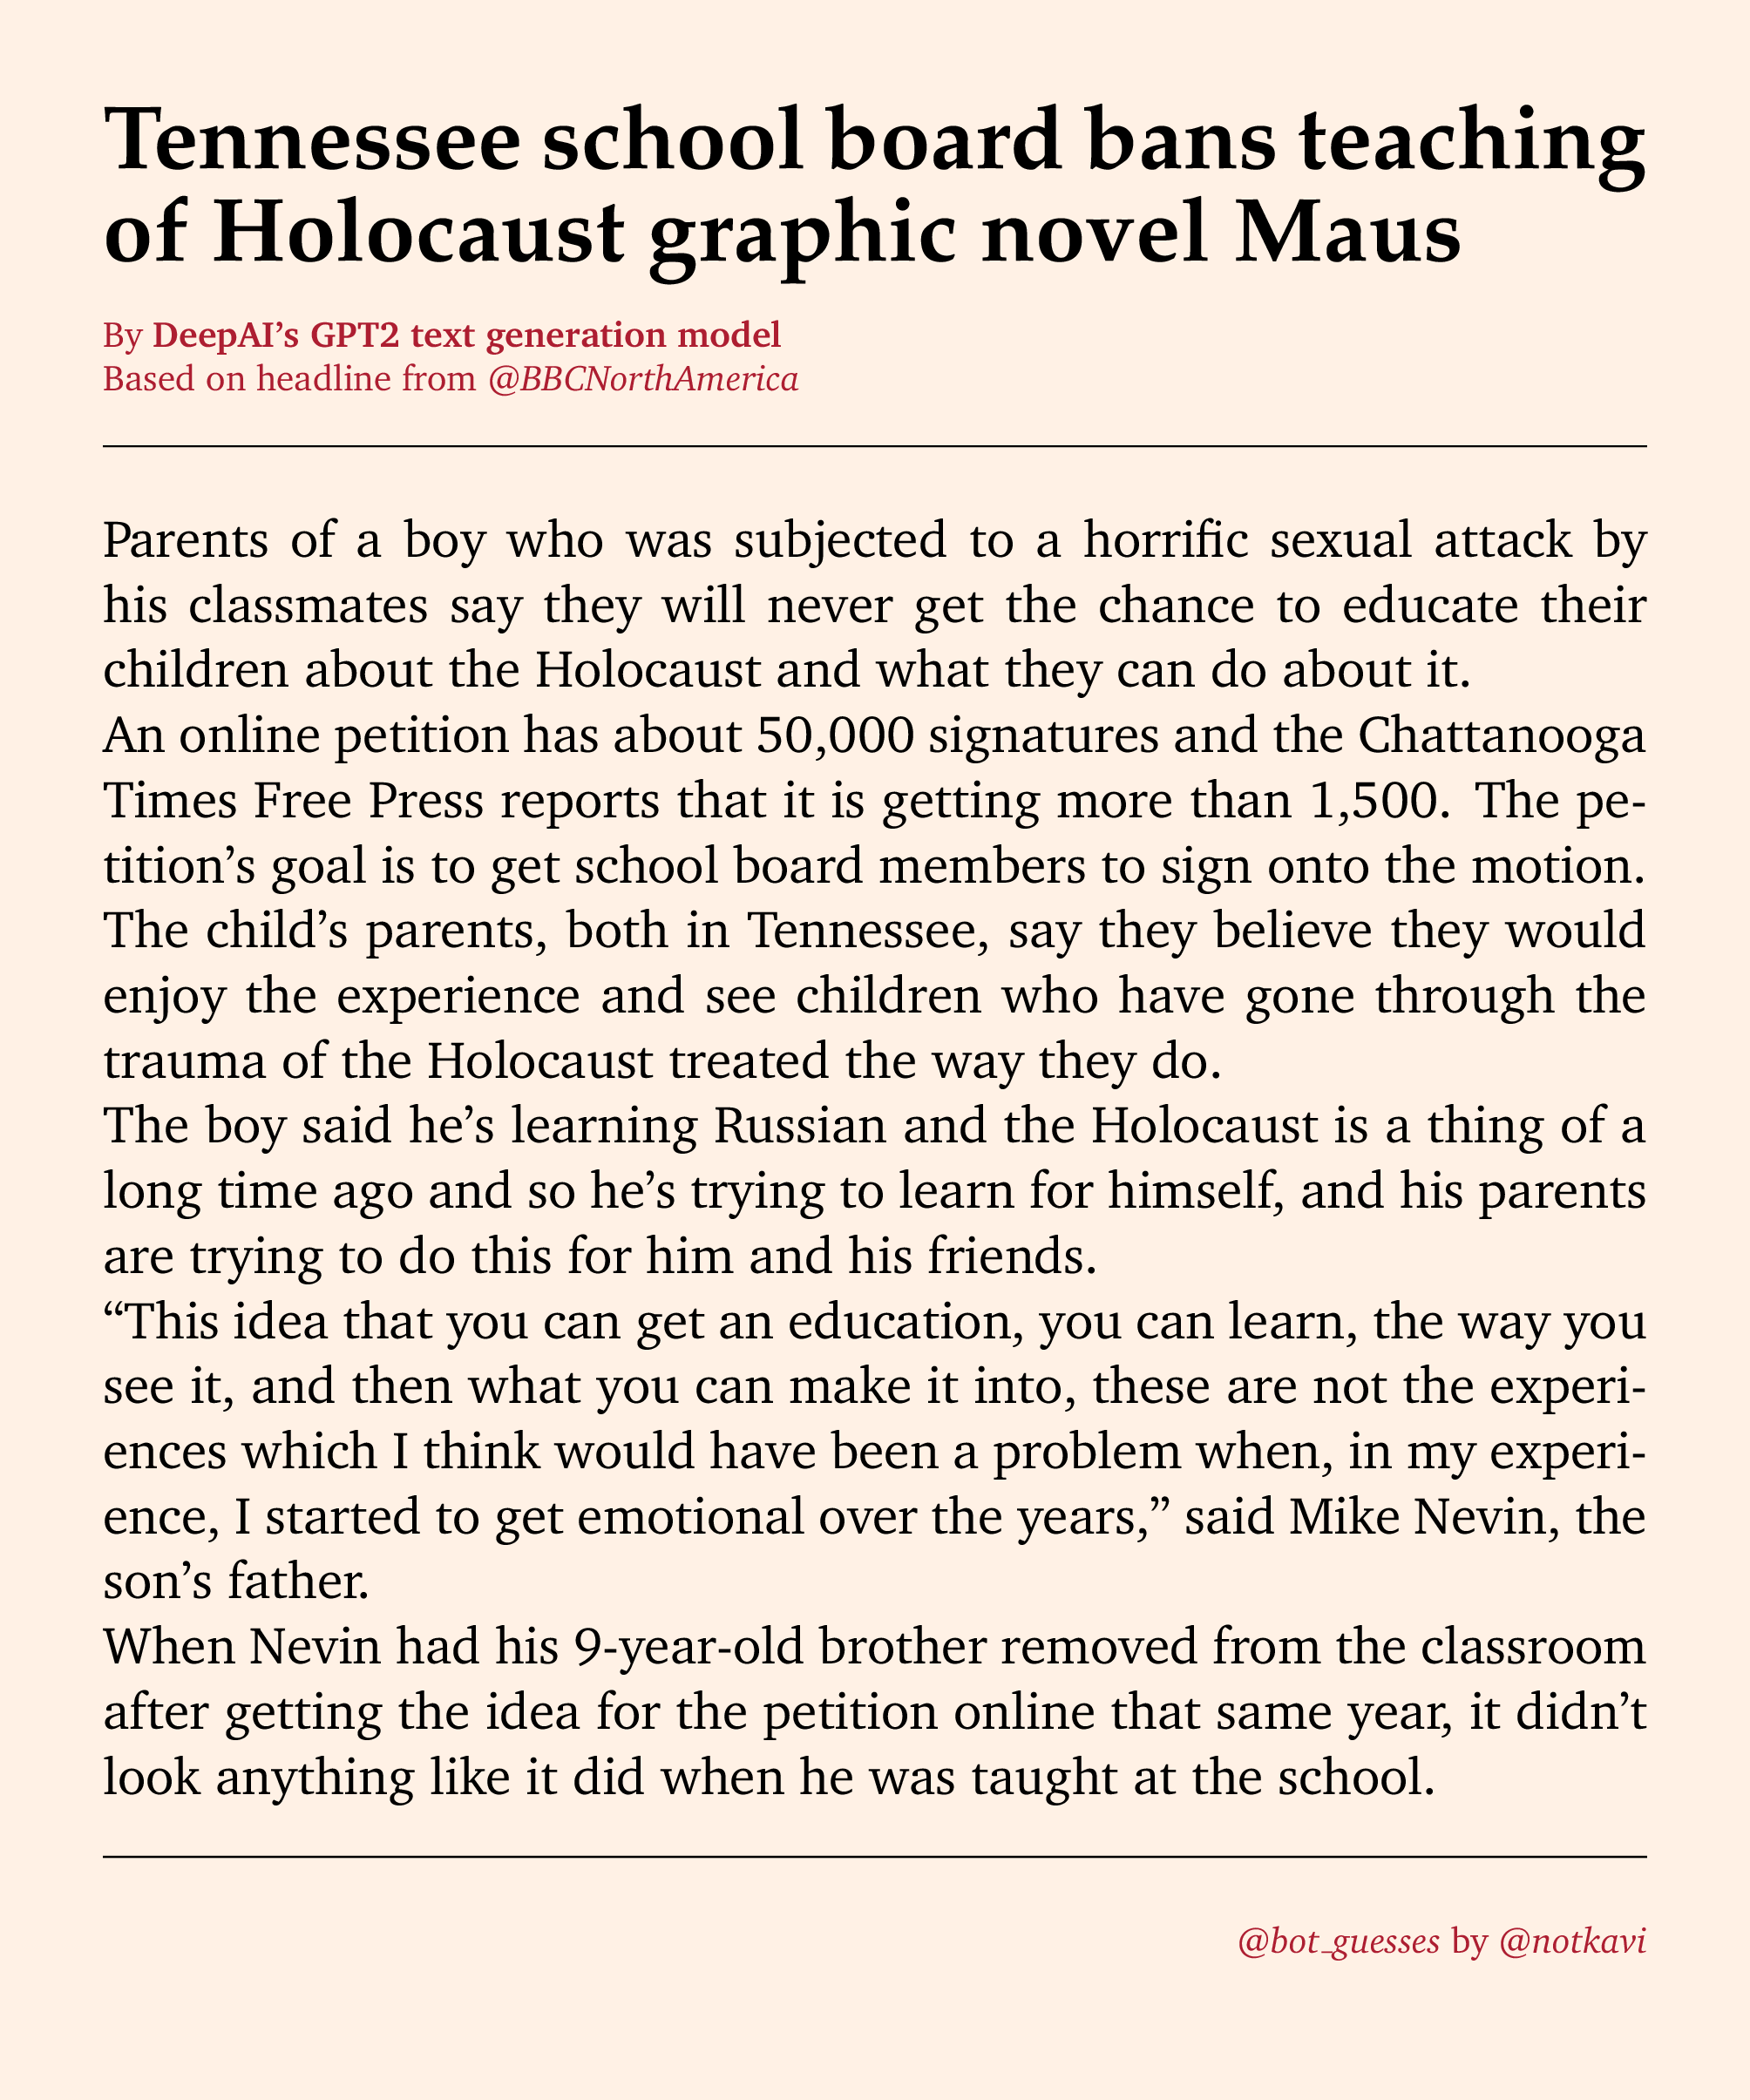 Tennessee school board bans teaching
of Holocaust graphic novel Maus
By DeepAI’s GPT2 text generation model
Based on headline from @BBCNorthAmerica
Parents of a boy who was subjected to a horrific sexual attack by
his classmates say they will never get the chance to educate their
children about the Holocaust and what they can do about it.
An online petition has about 50,000 signatures and the Chattanooga
Times Free Press reports that it is getting more than 1,500. The pe-
tition’s goal is to get school board members to sign onto the motion.
The child’s parents, both in Tennessee, say they believe they would
enjoy the experience and see children who have gone through the
trauma of the Holocaust treated the way they do.
The boy said he’s learning Russian and the Holocaust is a thing of a
long time ago and so he’s trying to learn for himself, and his parents
are trying to do this for him and his friends.
“This idea that you can get an education, you can learn, the way you
see it, and then what you can make it into, these are not the experi-
ences which I think would have been a problem when, in my experi-
ence, I started to get emotional over the years,” said Mike Nevin, the
son’s father.
When Nevin had his 9-year-old brother removed from the classroom
after getting the idea for the petition online that same year, it didn’t
look anything like it did when he was taught at the school.
@bot_guesses by @notkavi